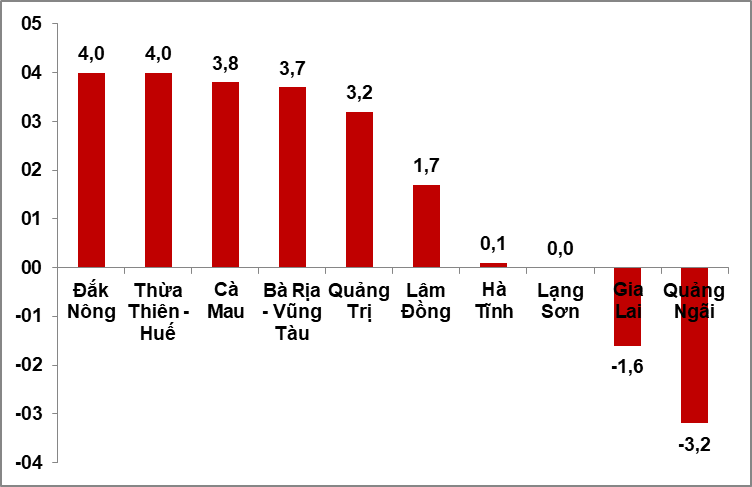 05
04
03
02
01
00
-01
-02
-03
-04
4,0
4,0
3,8
3,7
3,2
1,7
0,1
0,0
-1,6
-3,2
Đắk
Nông
Thừa
Thiên -
Huế
Cà
Mau
Bà Rịa
- Vũng
Tàu
Quảng
Trị
Lâm
Đồng
Hà
Tĩnh
Lạng
Sơn
Gia
Lai
Quảng
Ngãi